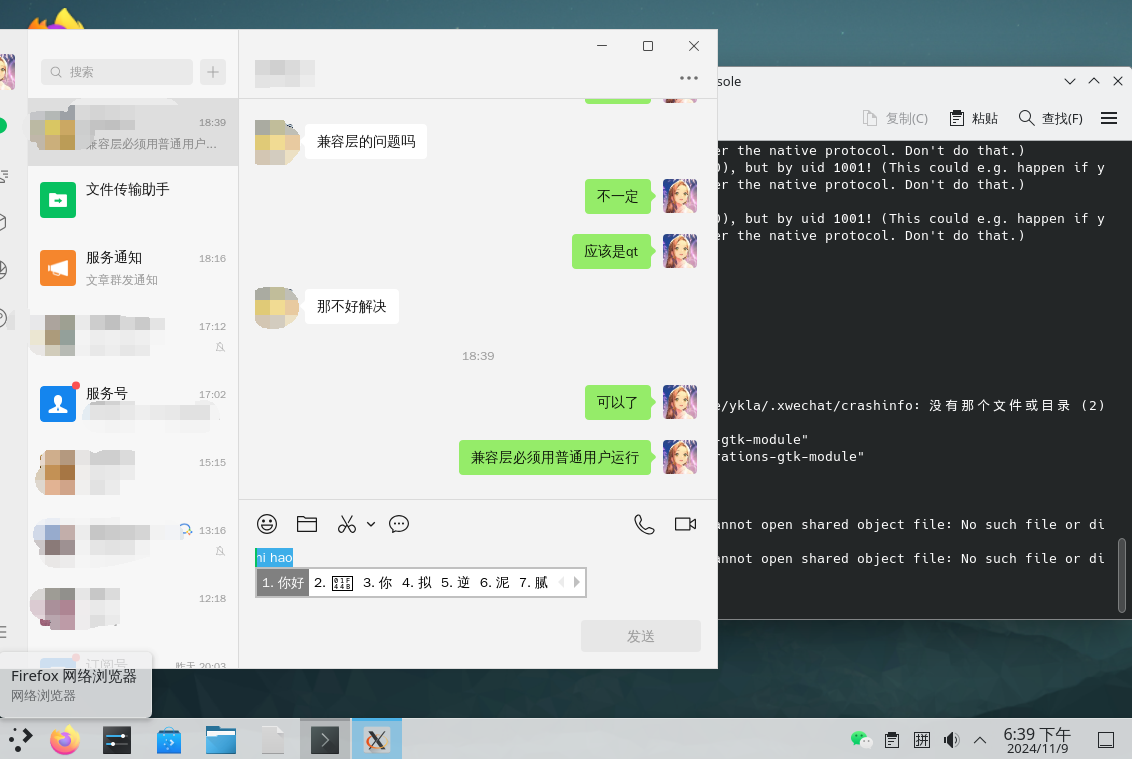 搜索
18:39
兼容层必须用普通用户...
文件传输助手
服务通知
18:16
文章群发通知
17:12
服务号
17:02
15:15
13:16
12:18
订阅号
昨天 20:03
兼容层的问题吗
不一定
应该是qt
那不好解决
18:39
可以了
兼容层必须用普通用户运行
hi hao
1. 你好 2. 01F44B 3. 你 4. 拟 5. 逆 6. 泥 7. 腻
发送
sole
复制(C)
粘贴
查找(F)
er the native protocol. Don't do that.)
), but by uid 1001! (This could e.g. happen if y
er the native protocol. Don't do that.)
), but by uid 1001! (This could e.g. happen if y
er the native protocol. Don't do that.)
e/ykla/.xwechat/crashinfo: 没有那个文件或目录 (2)
-gtk-module"
rations-gtk-module"
annot open shared object file: No such file or di
annot open shared object file: No such file or di
Firefox 网络浏览器
网络浏览器
拼
6:39 下午
2024/11/9